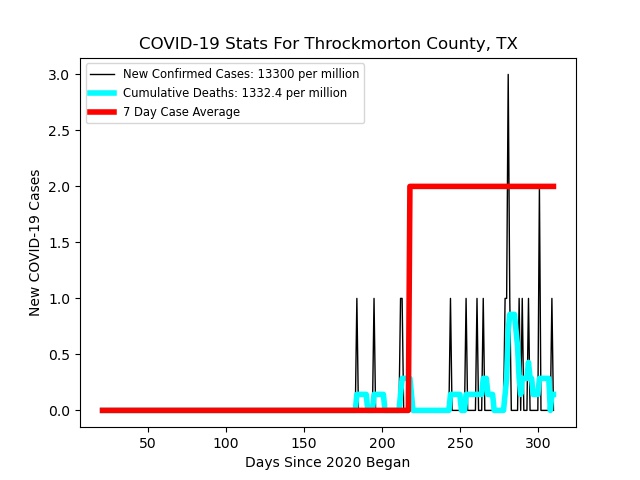 COVID-19 Stats For Throckmorton County, TX
New Confirmed Cases: 13300 per million
Cumulative Deaths: 1332.4 per million
7 Day Case Average
New COVID-19 Cases
3.0
2.5
2.0
1.5
1.0
0.5
0.0
50 100 150 200 250 300
Days Since 2020 Began